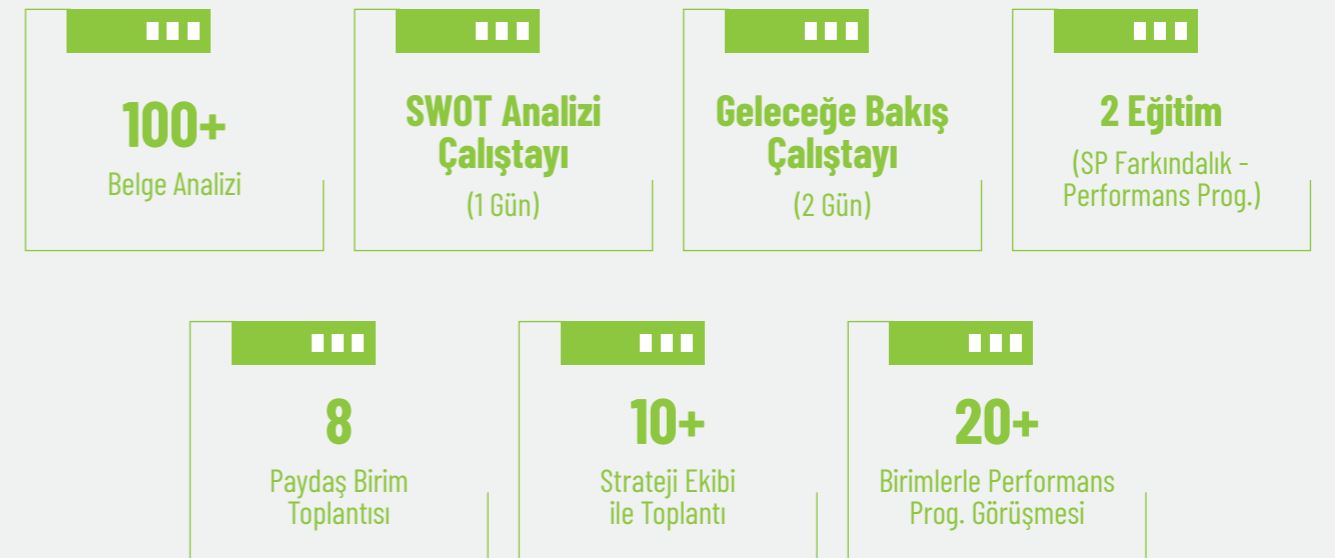 100+
Belge Analizi
SWOT Analizi
Çalıştayı
(1 Gün)
Geleceğe Bakış
Çalıştayı
(2 Gün)
2 Eğitim
(SP Farkındalık -
Performans Prog.)
8
Paydaş Birim
Toplantısı
10+
Strateji Ekibi
ile Toplantı
20+
Birimlerle Performans
Prog. Görüşmesi